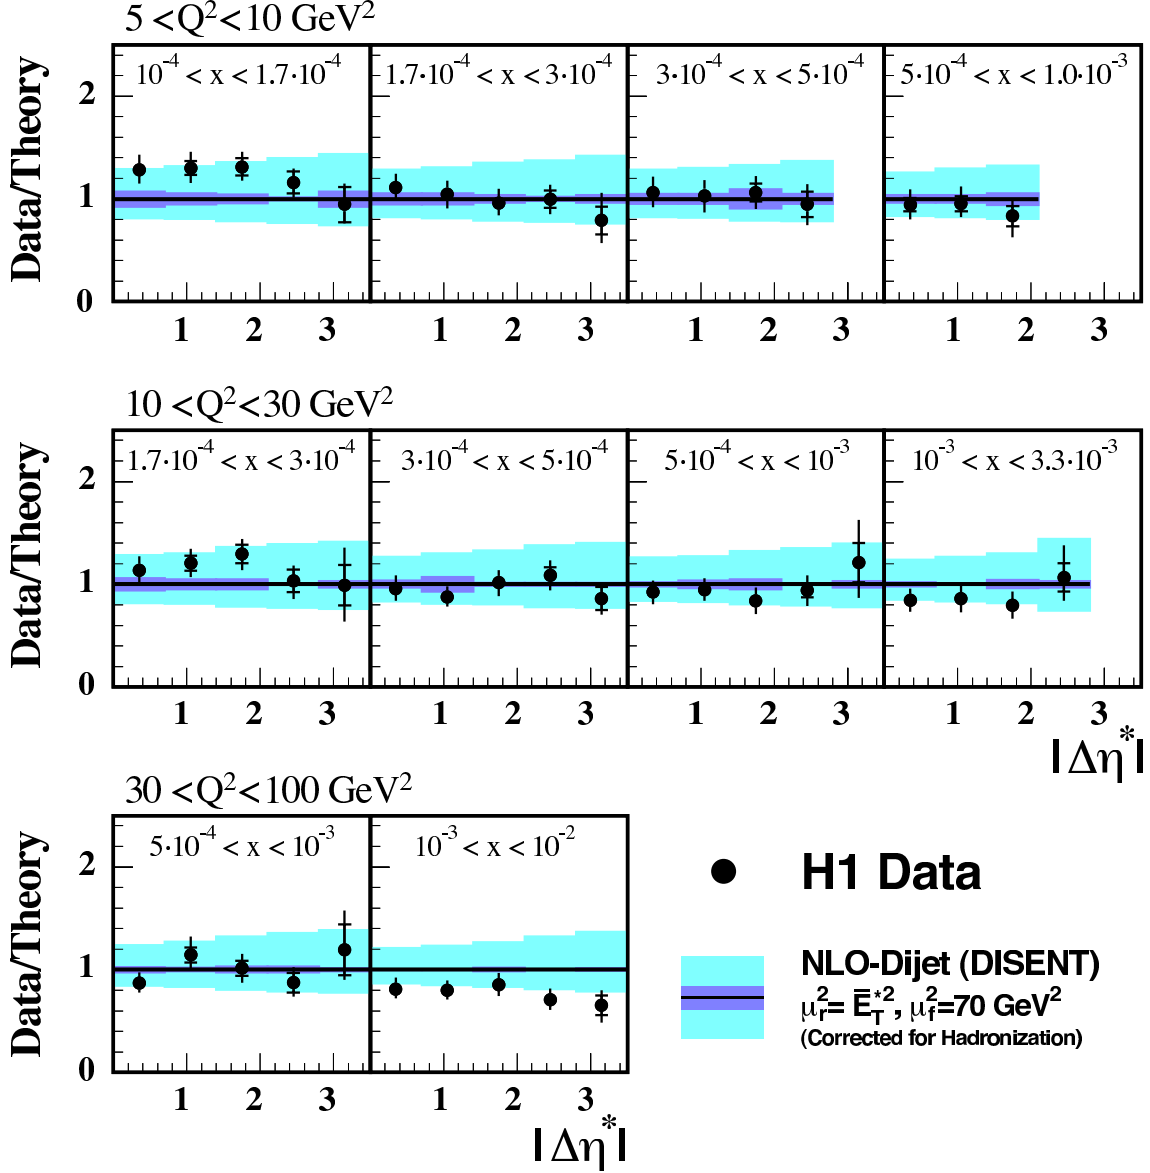 5 <Q²<10 GeV²
10⁻⁴ < x < 1.7·10⁻⁴
1.7·10⁻⁴ < x < 3·10⁻⁴
3·10⁻⁴ < x < 5·10⁻⁴
5·10⁻⁴ < x < 1.0·10⁻³
Data/Theory
2
1
0
1 2 3 1 2 3 1 2 3 1 2 3
10 <Q²<30 GeV²
1.7·10⁻⁴ < x < 3·10⁻⁴
3·10⁻⁴ < x < 5·10⁻⁴
5·10⁻⁴ < x < 10⁻³
10⁻³ < x < 3.3·10⁻³
Data/Theory
2
1
0
1 2 3 1 2 3 1 2 3 1 2 3
|Δη*|
30 <Q²<100 GeV²
5·10⁻⁴ < x < 10⁻³
10⁻³ < x < 10⁻²
Data/Theory
2
1
0
1 2 3 1 2 3
|Δη*|
H1 Data
NLO-Dijet (DISENT)
μᵣ²= E̅_T*², μ_f²=70 GeV²
(Corrected for Hadronization)